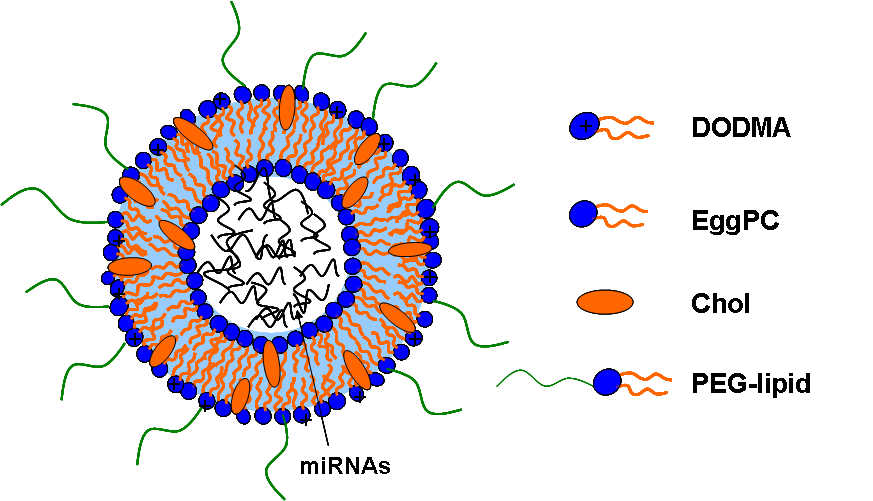 DODMA
EggPC
Chol
PEG-lipid
miRNAs